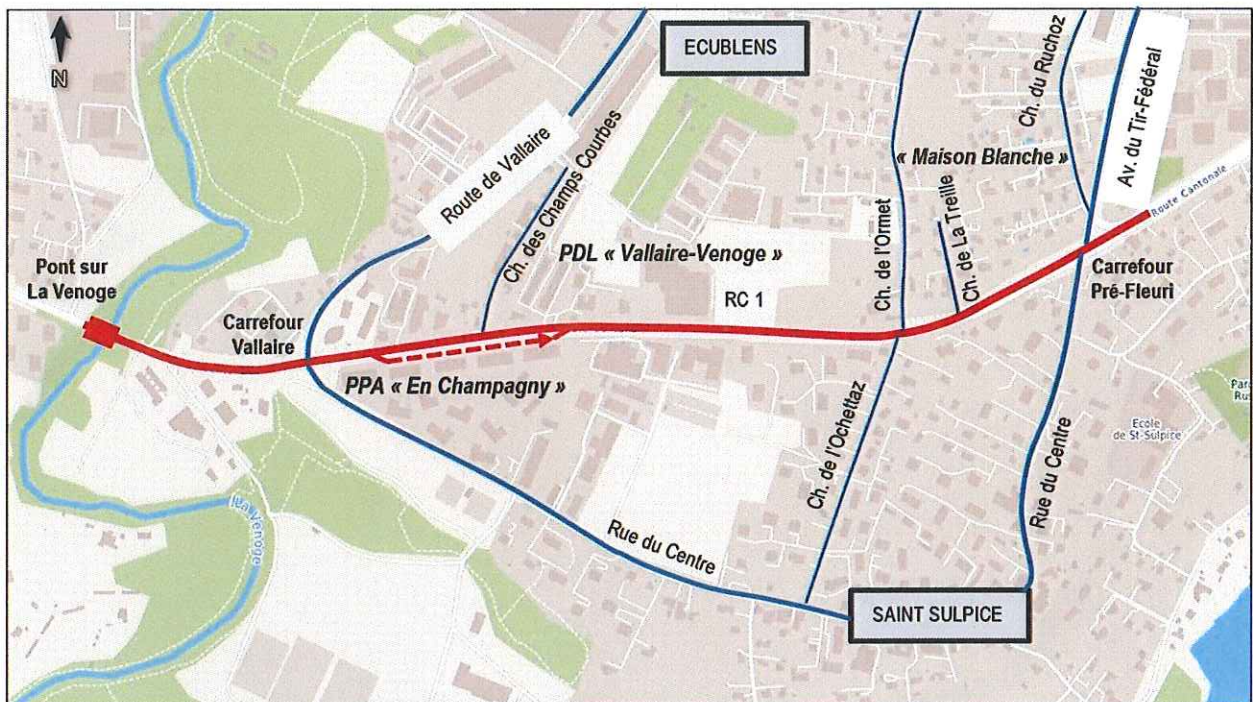 N
ECUBLENS
Ch. du Ruchoz
Av. du Tir-Fédéral
Route de Vallaire
Ch. des Champs Courbes
« Maison Blanche »
Route Cantonale
Pont sur
La Venoge
PDL « Vallaire-Venoge »
RC 1
Ch. de l'Ormet
Ch. de La Treille
Carrefour
Pré-Fleuri
Carrefour
Vallaire
PPA « En Champagny »
Ch. de l'Ochettaz
Ecole
de St-Sulpice
La Venoge
Rue du Centre
Rue du Centre
SAINT SULPICE